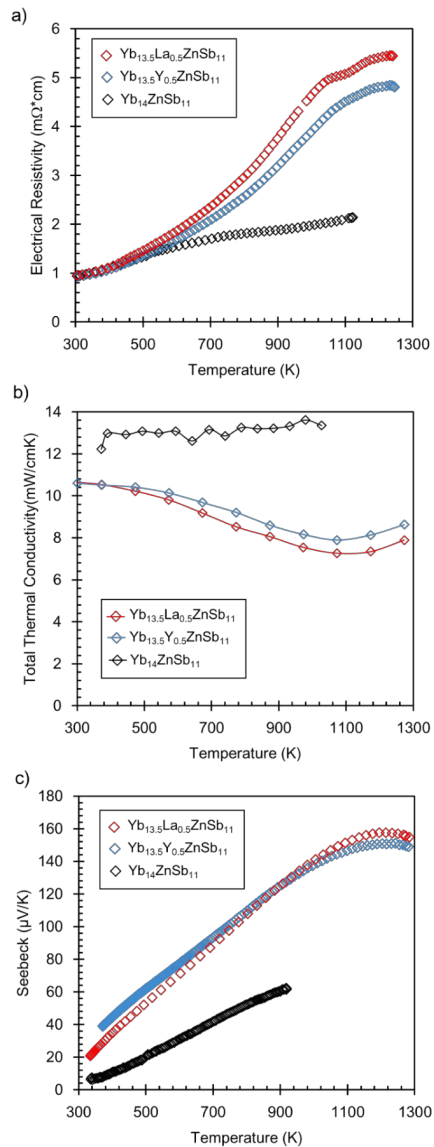 a)
6
5
4
3
2
1
0
Electrical Resistivity (mΩ*cm)
Yb13.5La0.5ZnSb11
Yb13.5Y0.5ZnSb11
Yb14ZnSb11
300 500 700 900 1100 1300
Temperature (K)
b)
14
12
10
8
6
4
2
0
Total Thermal Conductivity(mW/cmK)
Yb13.5La0.5ZnSb11
Yb13.5Y0.5ZnSb11
Yb14ZnSb11
300 500 700 900 1100 1300
Temperature (K)
c)
180
160
140
120
100
80
60
40
20
0
Seebeck (µV/K)
Yb13.5La0.5ZnSb11
Yb13.5Y0.5ZnSb11
Yb14ZnSb11
300 500 700 900 1100 1300
Temperature (K)